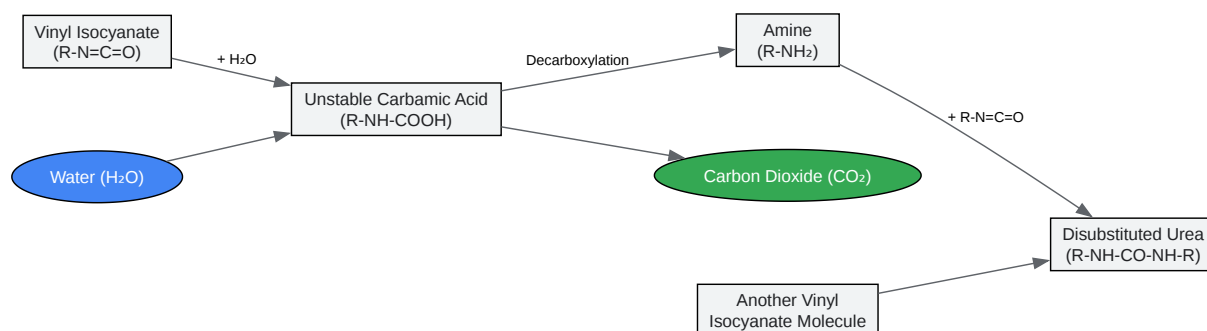 Vinyl Isocyanate
(R-N=C=O)
+ H₂O
Water (H₂O)
Unstable Carbamic Acid
(R-NH-COOH)
Decarboxylation
Amine
(R-NH₂)
Carbon Dioxide (CO₂)
+ R-N=C=O
Another Vinyl
Isocyanate Molecule
Disubstituted Urea
(R-NH-CO-NH-R)